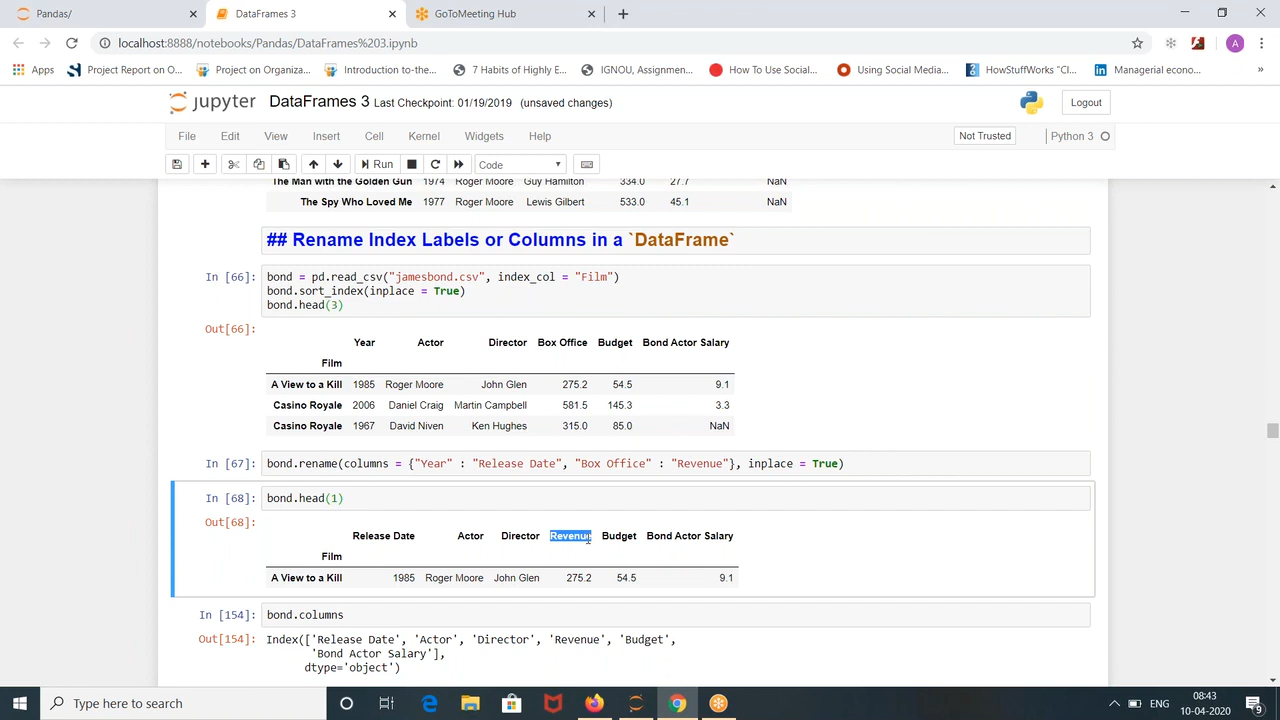 Pandas/
DataFrames 3
GoToMeeting Hub
localhost:8888/notebooks/Pandas/DataFrames%203.ipynb
A
Apps
Project Report on O...
Project on Organiza...
Introduction-to-the...
7 Habits of Highly E...
IGNOU, Assignmen...
How To Use Social...
Using Social Media...
HowStuffWorks "Cl...
Managerial econo...
»
jupyter DataFrames 3 Last Checkpoint: 01/19/2019 (unsaved changes)
Logout
File Edit View Insert Cell Kernel Widgets Help
Not Trusted
Python 3
Run
Code
The Man with the Golden Gun 1974 Roger Moore Guy Hamilton 334.0 27.7 NaN
The Spy Who Loved Me 1977 Roger Moore Lewis Gilbert 533.0 45.1 NaN
## Rename Index Labels or Columns in a `DataFrame`
In [66]: bond = pd.read_csv("jamesbond.csv", index_col = "Film")
bond.sort_index(inplace = True)
bond.head(3)
Out[66]:
Year Actor Director Box Office Budget Bond Actor Salary
Film
A View to a Kill 1985 Roger Moore John Glen 275.2 54.5 9.1
Casino Royale 2006 Daniel Craig Martin Campbell 581.5 145.3 3.3
Casino Royale 1967 David Niven Ken Hughes 315.0 85.0 NaN
In [67]: bond.rename(columns = {"Year" : "Release Date", "Box Office" : "Revenue"}, inplace = True)
In [68]: bond.head(1)
Out[68]:
Release Date Actor Director Revenue Budget Bond Actor Salary
Film
A View to a Kill 1985 Roger Moore John Glen 275.2 54.5 9.1
In [154]: bond.columns
Out[154]: Index(['Release Date', 'Actor', 'Director', 'Revenue', 'Budget',
'Bond Actor Salary'],
dtype='object')
Type here to search
ENG
08:43
10-04-2020
9